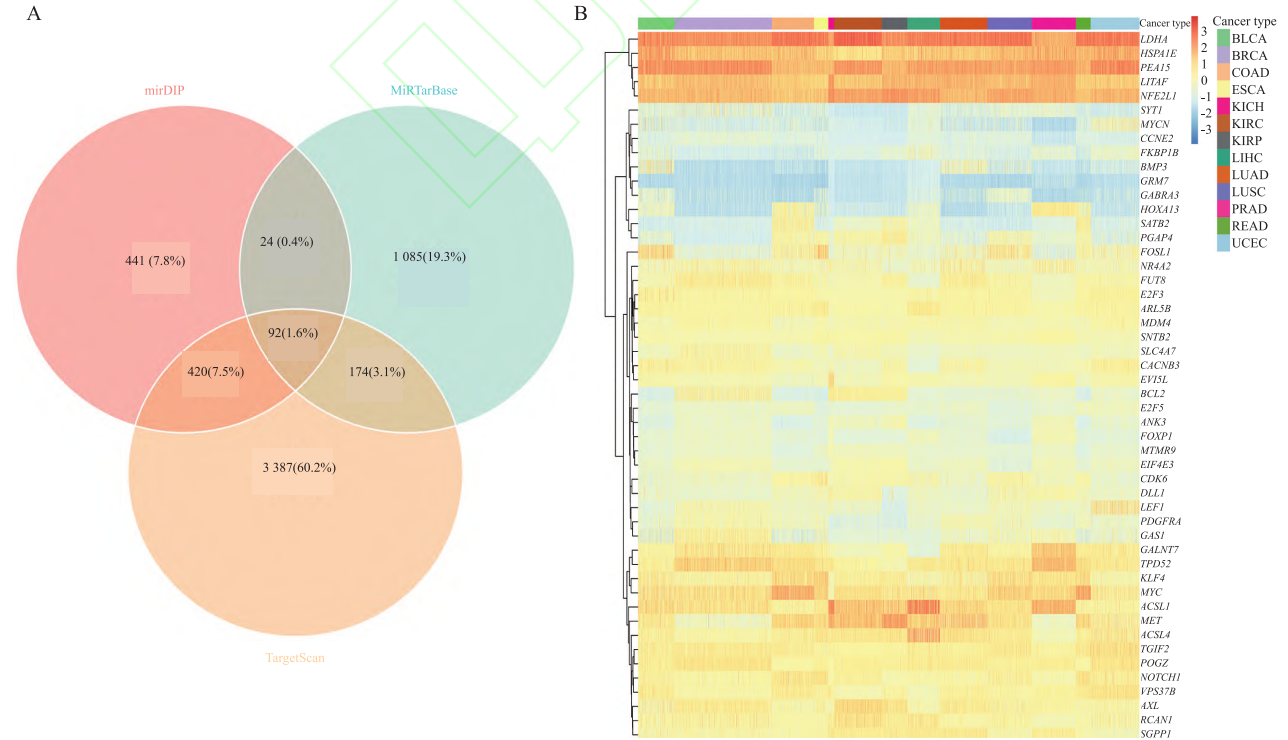 A
mirDIP
MiRTarBase
24 (0.4%)
441 (7.8%)
1 085(19.3%)
92(1.6%)
420(7.5%)
174(3.1%)
3 387(60.2%)
TargetScan
B
Cancer type
3
2
1
0
−1
−2
−3
Cancer type
BLCA
BRCA
COAD
ESCA
KICH
KIRC
KIRP
LIHC
LUAD
LUSC
PRAD
READ
UCEC
LDHA
HSPA1E
PEA15
LITAF
NFE2L1
SYT1
MYCN
CCNE2
FKBP1B
BMP3
GRM7
GABRA3
HOXA13
SATB2
PGAP4
FOSL1
NR4A2
FUT8
E2F3
ARL5B
MDM4
SNTB2
SLC4A7
CACNB3
EVI5L
BCL2
E2F5
ANK3
FOXP1
MTMR9
EIF4E3
CDK6
DLL1
LEF1
PDGFRA
GAS1
GALNT7
TPD52
KLF4
MYC
ACSL1
MET
ACSL4
TGIF2
POGZ
NOTCH1
VPS37B
AXL
RCAN1
SGPP1